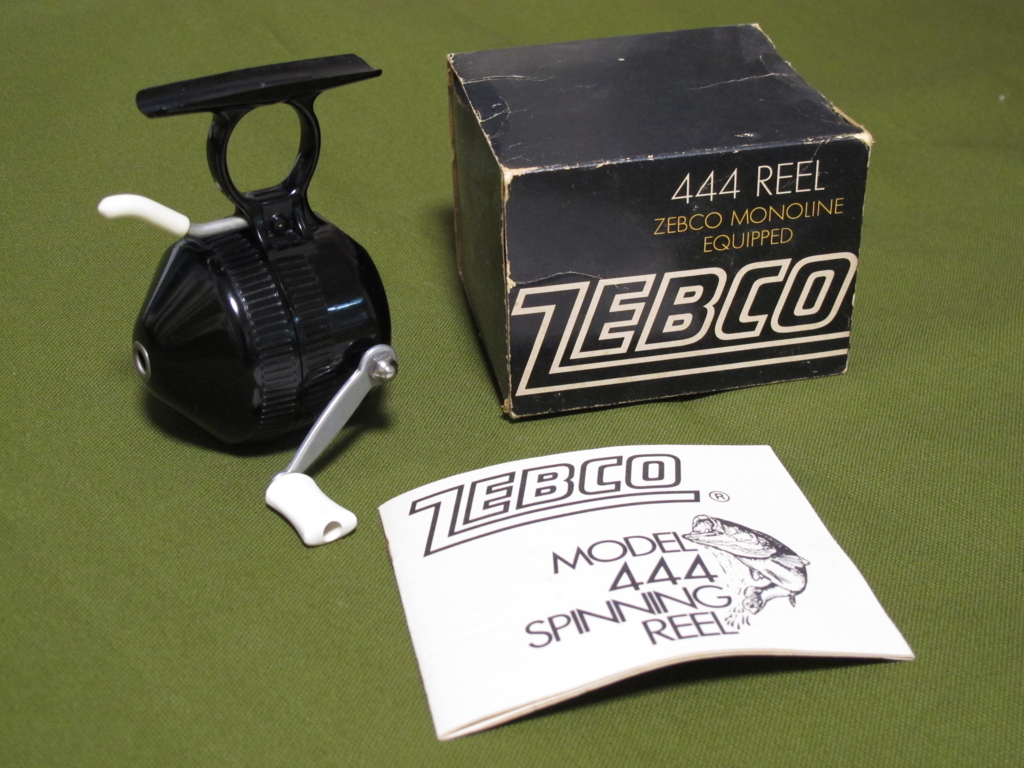 444 REEL
ZEBCO MONOLINE
EQUIPPED
ZEBCO
ZEBCO ®
MODEL
444
SPINNING
REEL